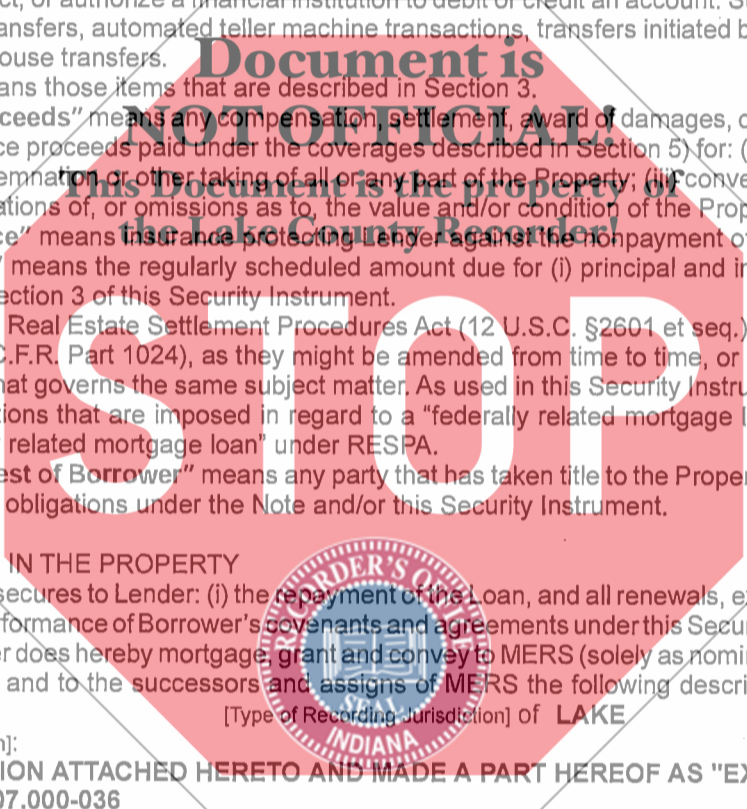 ct, or authorize a financial institution to debit or credit an account. S
ansfers, automated teller machine transactions, transfers initiated b
ouse transfers.
Document is
ans those items that are described in Section 3.
ceeds" means any compensation, settlement, award of damages, o
NOT OFFICIAL!
ce proceeds paid under the coverages described in Section 5) for: (
emnation or other taking of all or any part of the Property; (iii) conve
This Document is the property of
ations of, or omissions as to, the value and/or condition of the Prop
the Lake County Recorder!
ce" means insurance protecting Lender against the nonpayment o
" means the regularly scheduled amount due for (i) principal and in
ection 3 of this Security Instrument.
STOP
Real Estate Settlement Procedures Act (12 U.S.C. §2601 et seq.)
C.F.R. Part 1024), as they might be amended from time to time, or
hat governs the same subject matter. As used in this Security Instru
tions that are imposed in regard to a “federally related mortgage l
related mortgage loan” under RESPA.
est of Borrower” means any party that has taken title to the Proper
obligations under the Note and/or this Security Instrument.
IN THE PROPERTY
secures to Lender: (i) the repayment of the Loan, and all renewals, e
formance of Borrower's covenants and agreements under this Secur
r does hereby mortgage, grant and convey to MERS (solely as nomi
and to the successors and assigns of MERS the following descri
RECORDER'S OFFICE
SEAL
INDIANA
[Type of Recording Jurisdiction] of LAKE
n]:
ION ATTACHED HERETO AND MADE A PART HEREOF AS "EX
07.000-036